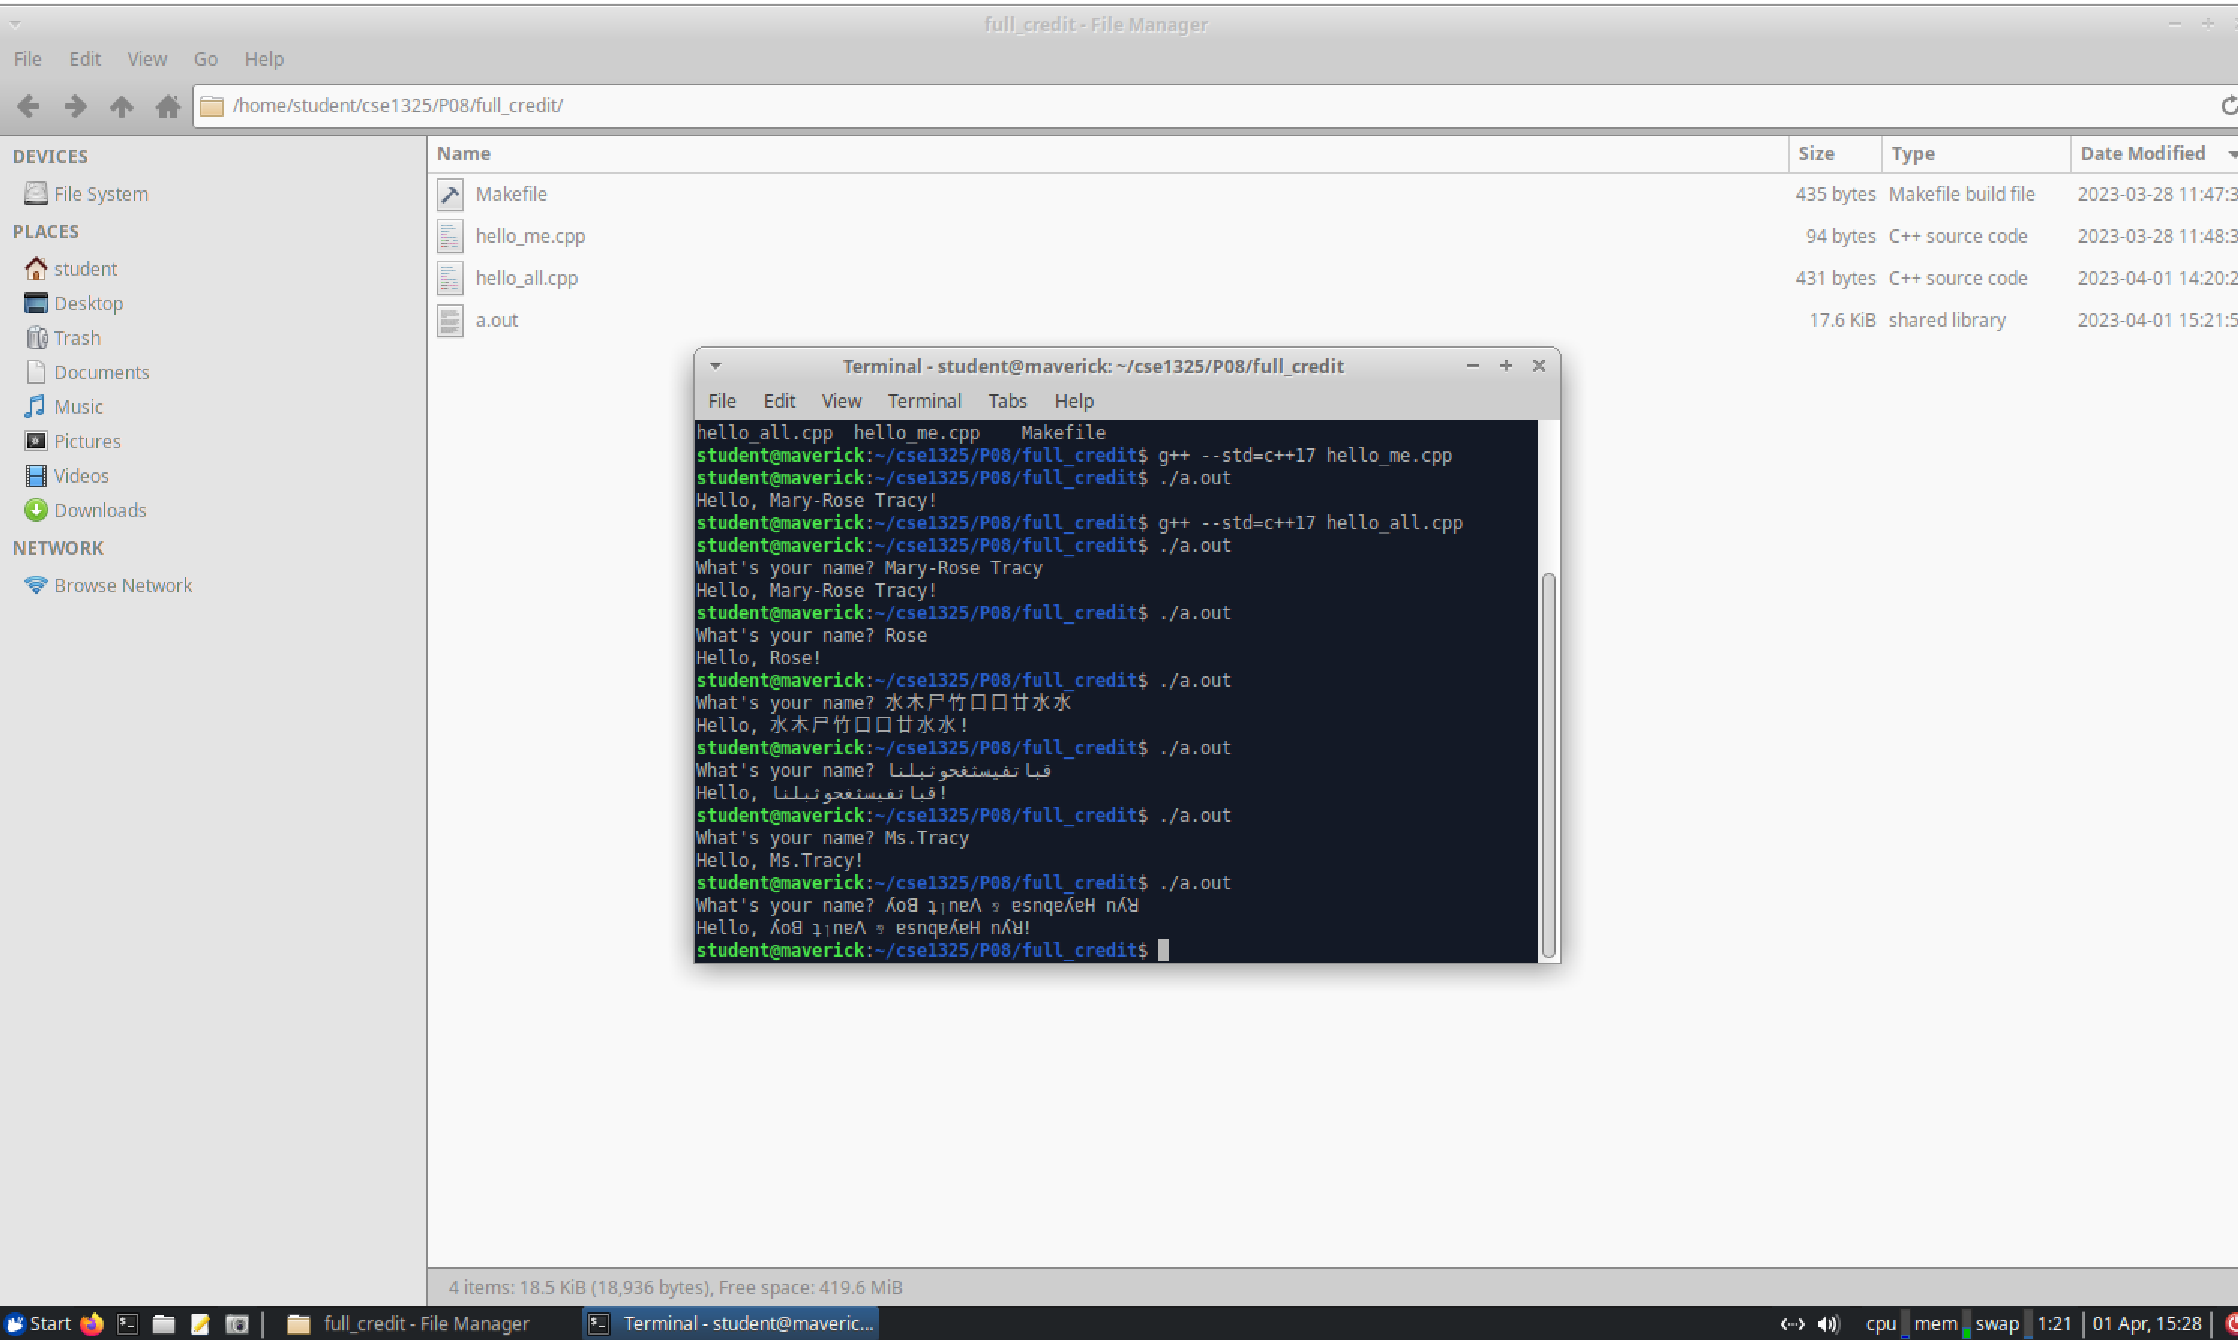 full_credit - File Manager
File Edit View Go Help
/home/student/cse1325/P08/full_credit/
DEVICES
File System
PLACES
student
Desktop
Trash
Documents
Music
Pictures
Videos
Downloads
NETWORK
Browse Network
Name Size Type Date Modified
Makefile 435 bytes Makefile build file 2023-03-28 11:47:3
hello_me.cpp 94 bytes C++ source code 2023-03-28 11:48:3
hello_all.cpp 431 bytes C++ source code 2023-04-01 14:20:2
a.out 17.6 KiB shared library 2023-04-01 15:21:5
Terminal - student@maverick: ~/cse1325/P08/full_credit
File Edit View Terminal Tabs Help
hello_all.cpp hello_me.cpp Makefile
student@maverick:~/cse1325/P08/full_credit$ g++ --std=c++17 hello_me.cpp
student@maverick:~/cse1325/P08/full_credit$ ./a.out
Hello, Mary-Rose Tracy!
student@maverick:~/cse1325/P08/full_credit$ g++ --std=c++17 hello_all.cpp
student@maverick:~/cse1325/P08/full_credit$ ./a.out
What's your name? Mary-Rose Tracy
Hello, Mary-Rose Tracy!
student@maverick:~/cse1325/P08/full_credit$ ./a.out
What's your name? Rose
Hello, Rose!
student@maverick:~/cse1325/P08/full_credit$ ./a.out
What's your name? 水木尸竹口口廿水水
Hello, 水木尸竹口口廿水水!
student@maverick:~/cse1325/P08/full_credit$ ./a.out
What's your name? قباتفيستغحوثبلنا
Hello, قباتفيستغحوثبلنا!
student@maverick:~/cse1325/P08/full_credit$ ./a.out
What's your name? Ms.Tracy
Hello, Ms.Tracy!
student@maverick:~/cse1325/P08/full_credit$ ./a.out
What's your name?
Hello,
student@maverick:~/cse1325/P08/full_credit$
4 items: 18.5 KiB (18,936 bytes), Free space: 419.6 MiB
Start full_credit - File Manager Terminal - student@maveric... cpu mem swap 1:21 01 Apr, 15:28